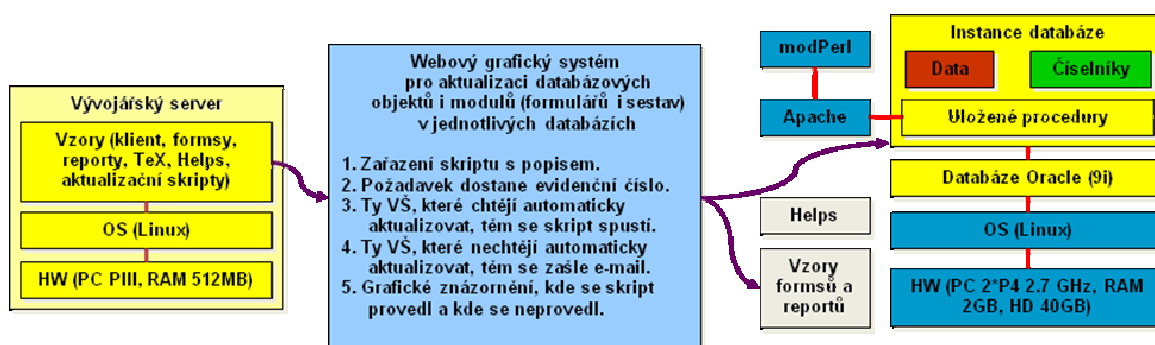 Vývojářský server
Vzory (klient, formsy,
reporty, TeX, Helps,
aktualizační skripty)
OS (Linux)
HW (PC PIII, RAM 512MB)
Webový grafický systém
pro aktualizaci databázových
objektů i modulů (formulářů i sestav)
v jednotlivých databázích
1. Zařazení skriptu s popisem.
2. Požadavek dostane evidenční číslo.
3. Ty VŠ, které chtějí automaticky
aktualizovat, těm se skript spustí.
4. Ty VŠ, které nechtějí automaticky
aktualizovat, těm se zašle e-mail.
5. Grafické znázornění, kde se skript
provedl a kde se neprovedl.
modPerl
Apache
Helps
Vzory
formsů a
reportů
Instance databáze
Data
Číselníky
Uložené procedury
Databáze Oracle (9i)
OS (Linux)
HW (PC 2*P4 2.7 GHz, RAM
2GB, HD 40GB)